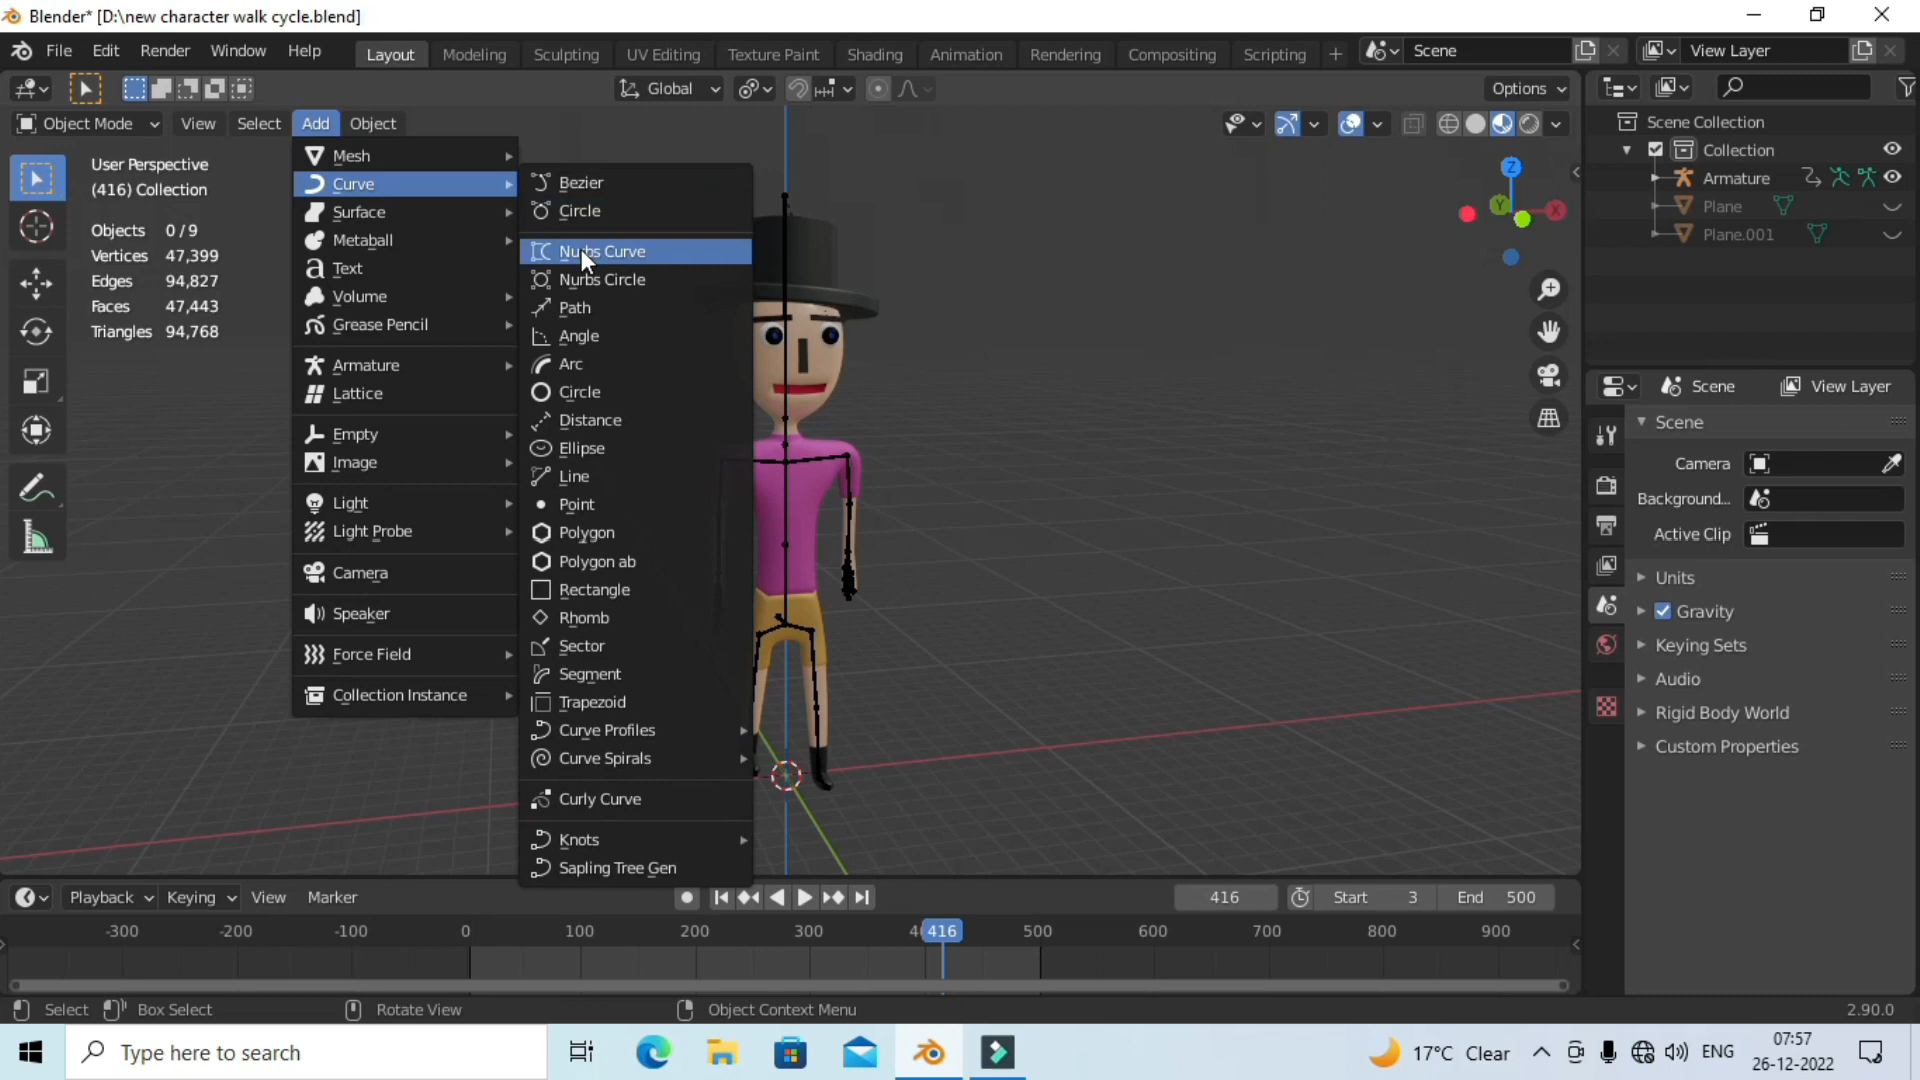 Blender* [D:\new character walk cycle.blend]
File Edit Render Window Help Layout Modeling Sculpting UV Editing Texture Paint Shading Animation Rendering Compositing Scripting + Scene View Layer
Global Options
Object Mode View Select Add Object
User Perspective
(416) Collection
Objects 0/9
Vertices 47,399
Edges 94,827
Faces 47,443
Triangles 94,768
Mesh
Curve
Surface
Metaball
Text
Volume
Grease Pencil
Armature
Lattice
Empty
Image
Light
Light Probe
Camera
Speaker
Force Field
Collection Instance
Bezier
Circle
Nurbs Curve
Nurbs Circle
Path
Angle
Arc
Circle
Distance
Ellipse
Line
Point
Polygon
Polygon ab
Rectangle
Rhomb
Sector
Segment
Trapezoid
Curve Profiles
Curve Spirals
Curly Curve
Knots
Sapling Tree Gen
Z
Y X
Scene Collection
Collection
Armature
Plane
Plane.001
Scene View Layer
Scene
Camera
Background...
Active Clip
Units
Gravity
Keying Sets
Audio
Rigid Body World
Custom Properties
Playback Keying View Marker 416 Start 3 End 500
-300 -200 -100 0 100 200 300 416 500 600 700 800 900
Select Box Select Rotate View Object Context Menu 2.90.0
Type here to search 17°C Clear ENG
07:57
26-12-2022